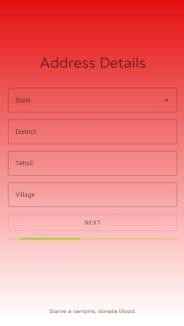 Address Details
State
District
Tehsil
Village
NEXT
Starve a vampire, donate blood.